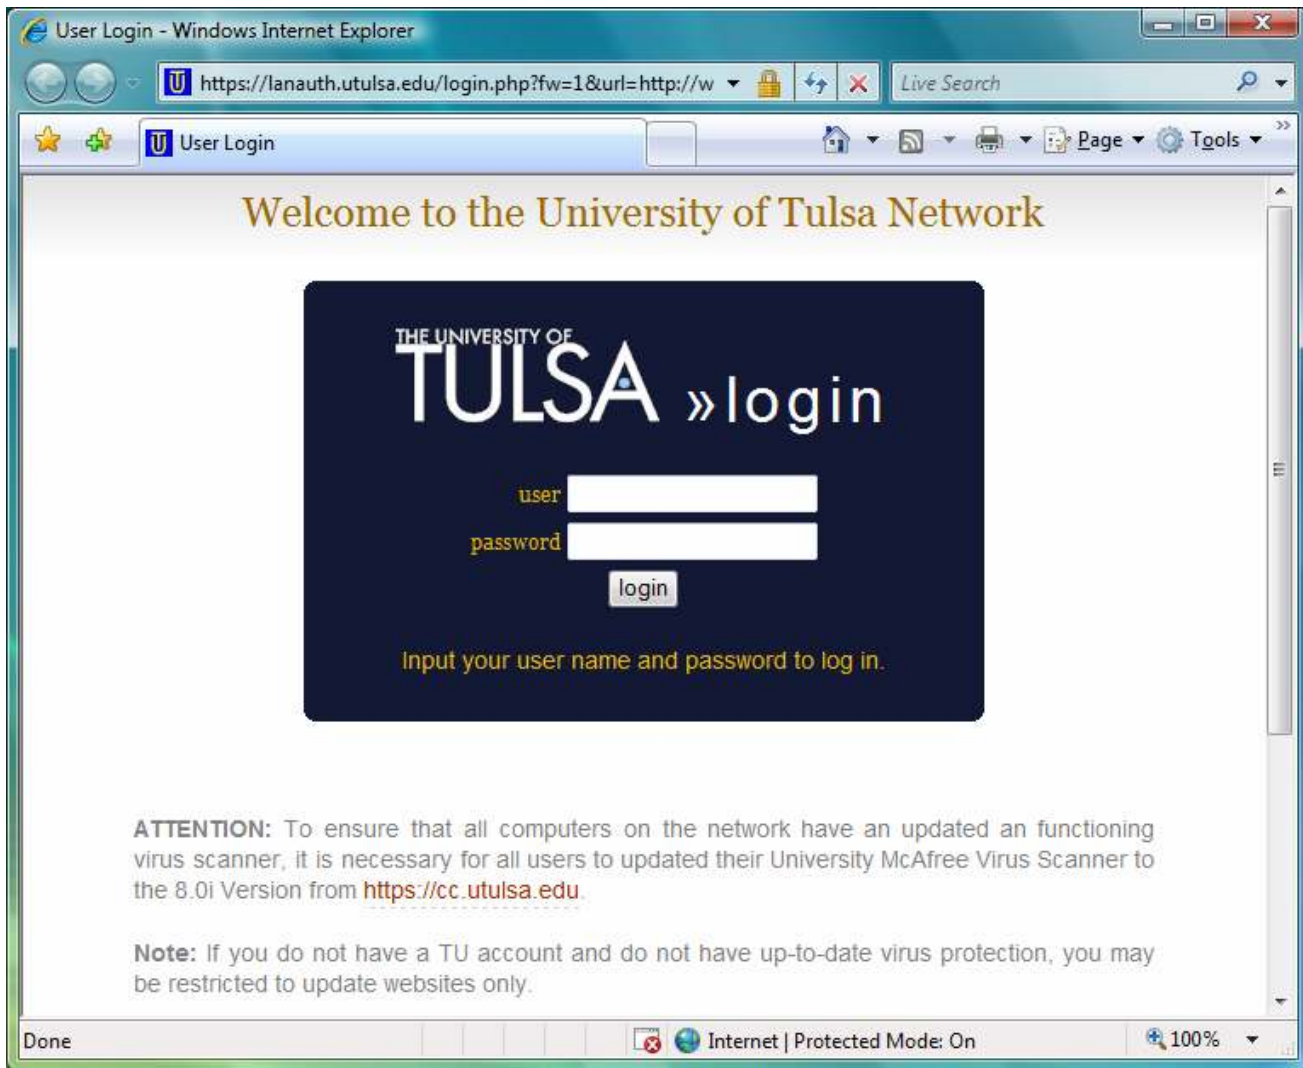 User Login - Windows Internet Explorer
https://lanauth.utulsa.edu/login.php?fw=1&url=http://w
Live Search
User Login
Page
Tools
Welcome to the University of Tulsa Network
THE UNIVERSITY OF
TULSA »login
user
password
login
Input your user name and password to log in.
ATTENTION: To ensure that all computers on the network have an updated an functioning
virus scanner, it is necessary for all users to updated their University McAfree Virus Scanner to
the 8.0i Version from https://cc.utulsa.edu.
Note: If you do not have a TU account and do not have up-to-date virus protection, you may
be restricted to update websites only.
Done
Internet | Protected Mode: On
100%